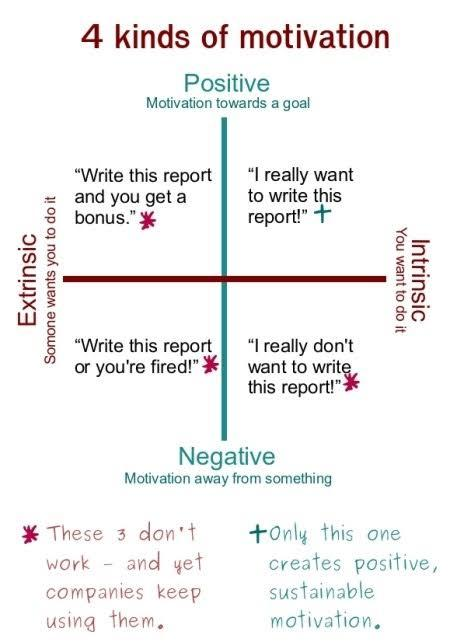 4 kinds of motivation
Positive
Motivation towards a goal
“Write this report
and you get a
bonus.” *
“I really want
to write this
report!” +
Extrinsic
Somone wants you to do it
Intrinsic
You want to do it
“Write this report
or you're fired!” *
“I really don't
want to write
this report!” *
Negative
Motivation away from something
* These 3 don't
work - and yet
companies keep
using them.
+ Only this one
creates positive,
sustainable
motivation.